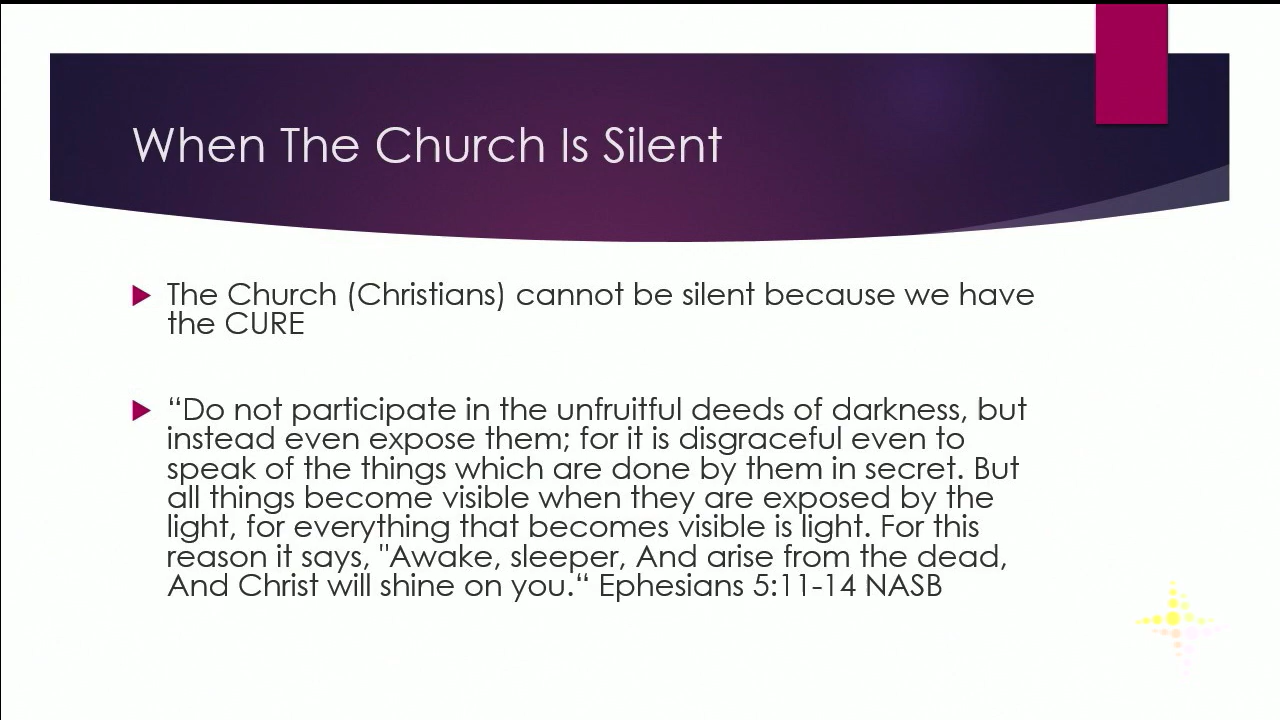 When The Church Is Silent
The Church (Christians) cannot be silent because we have
the CURE
“Do not participate in the unfruitful deeds of darkness, but
instead even expose them; for it is disgraceful even to
speak of the things which are done by them in secret. But
all things become visible when they are exposed by the
light, for everything that becomes visible is light. For this
reason it says, "Awake, sleeper, And arise from the dead,
And Christ will shine on you.“ Ephesians 5:11-14 NASB